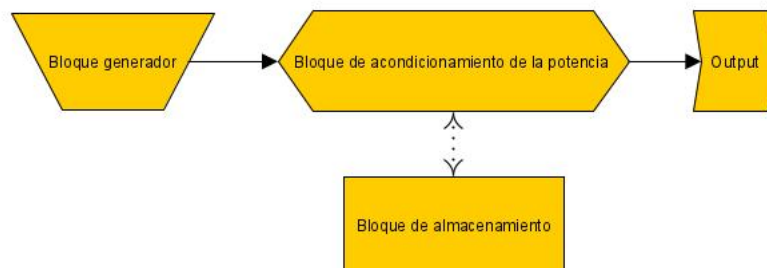 Bloque generador
Bloque de acondicionamiento de la potencia
Output
Bloque de almacenamiento